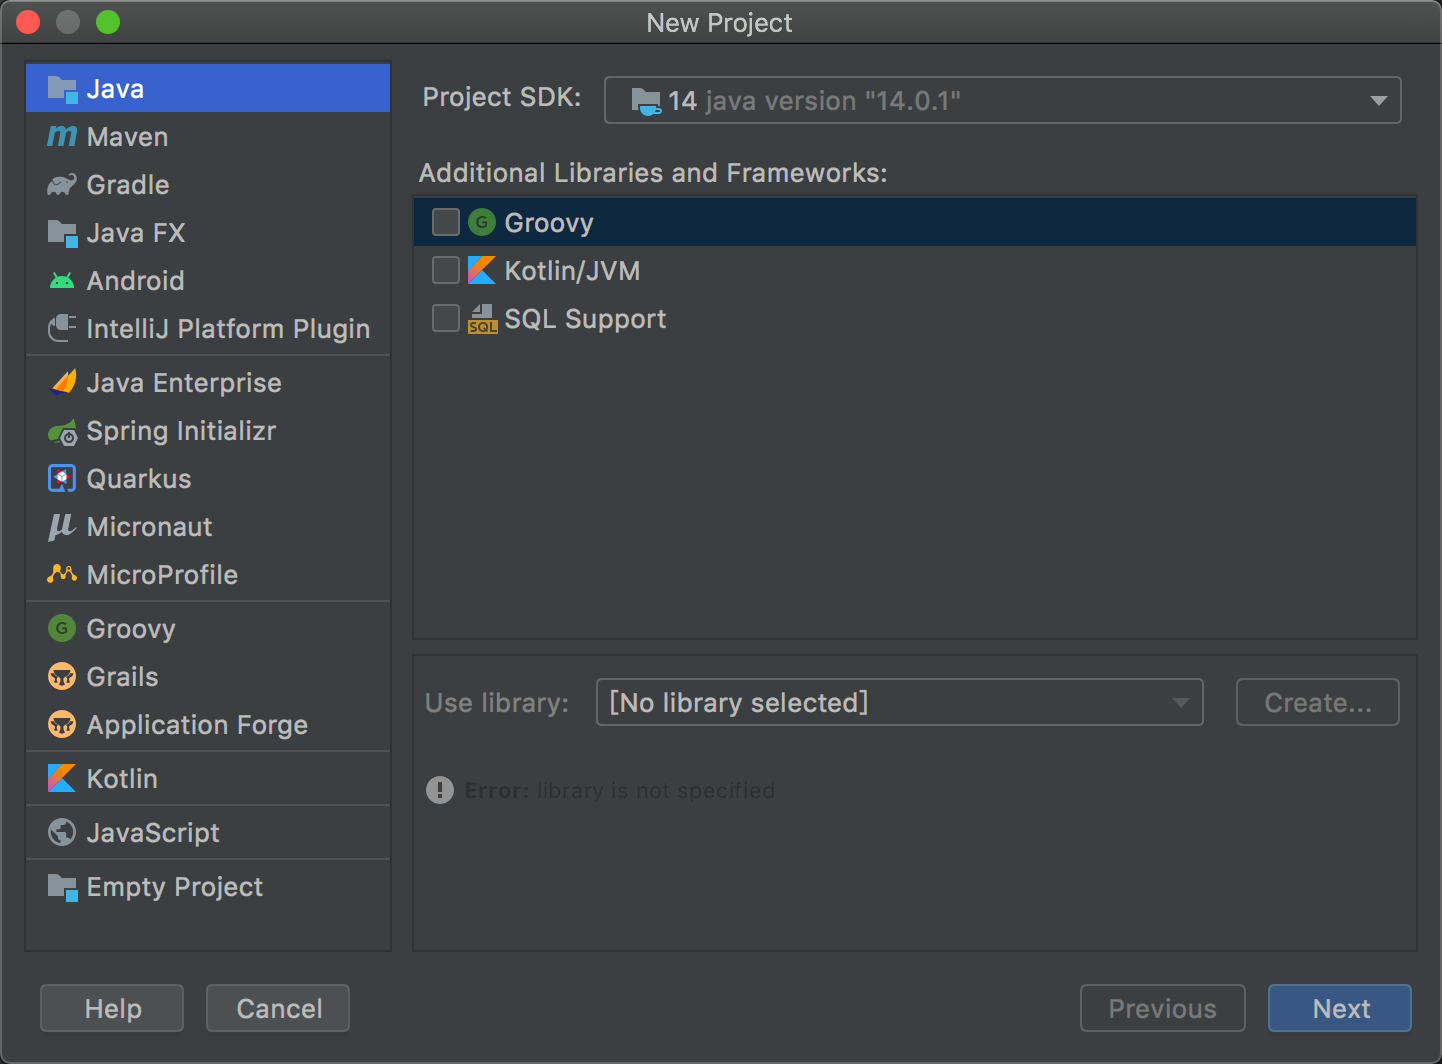 New Project
Java
Maven
Gradle
Java FX
Android
IntelliJ Platform Plugin
Java Enterprise
Spring Initializr
Quarkus
Micronaut
MicroProfile
G Groovy
Grails
Application Forge
Kotlin
JavaScript
Empty Project
Project SDK: 14 java version "14.0.1"
Additional Libraries and Frameworks:
G Groovy
Kotlin/JVM
SQL SQL Support
Use library: [No library selected] Create...
Error: library is not specified
Help Cancel Previous Next